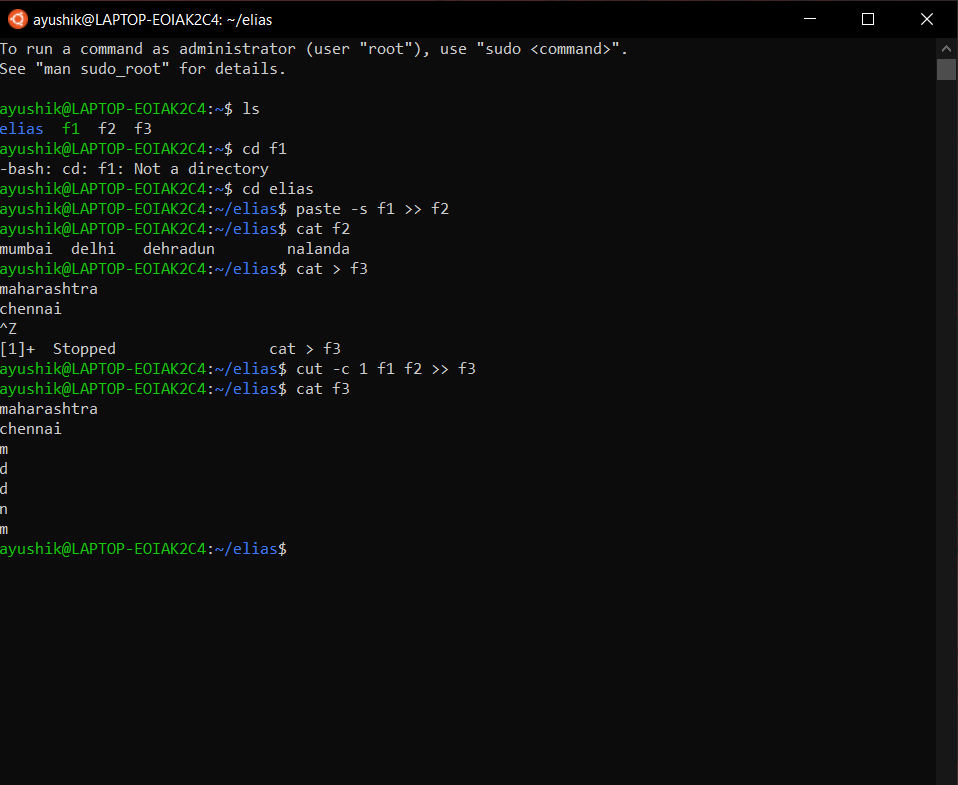 ayushik@LAPTOP-EOIAK2C4: ~/elias
To run a command as administrator (user "root"), use "sudo <command>".
See "man sudo_root" for details.
ayushik@LAPTOP-EOIAK2C4:~$ ls
elias  f1  f2  f3
ayushik@LAPTOP-EOIAK2C4:~$ cd f1
-bash: cd: f1: Not a directory
ayushik@LAPTOP-EOIAK2C4:~$ cd elias
ayushik@LAPTOP-EOIAK2C4:~/elias$ paste -s f1 >> f2
ayushik@LAPTOP-EOIAK2C4:~/elias$ cat f2
mumbai  delhi   dehradun        nalanda
ayushik@LAPTOP-EOIAK2C4:~/elias$ cat > f3
maharashtra
chennai
^Z
[1]+  Stopped                 cat > f3
ayushik@LAPTOP-EOIAK2C4:~/elias$ cut -c 1 f1 f2 >> f3
ayushik@LAPTOP-EOIAK2C4:~/elias$ cat f3
maharashtra
chennai
m
d
d
n
m
ayushik@LAPTOP-EOIAK2C4:~/elias$